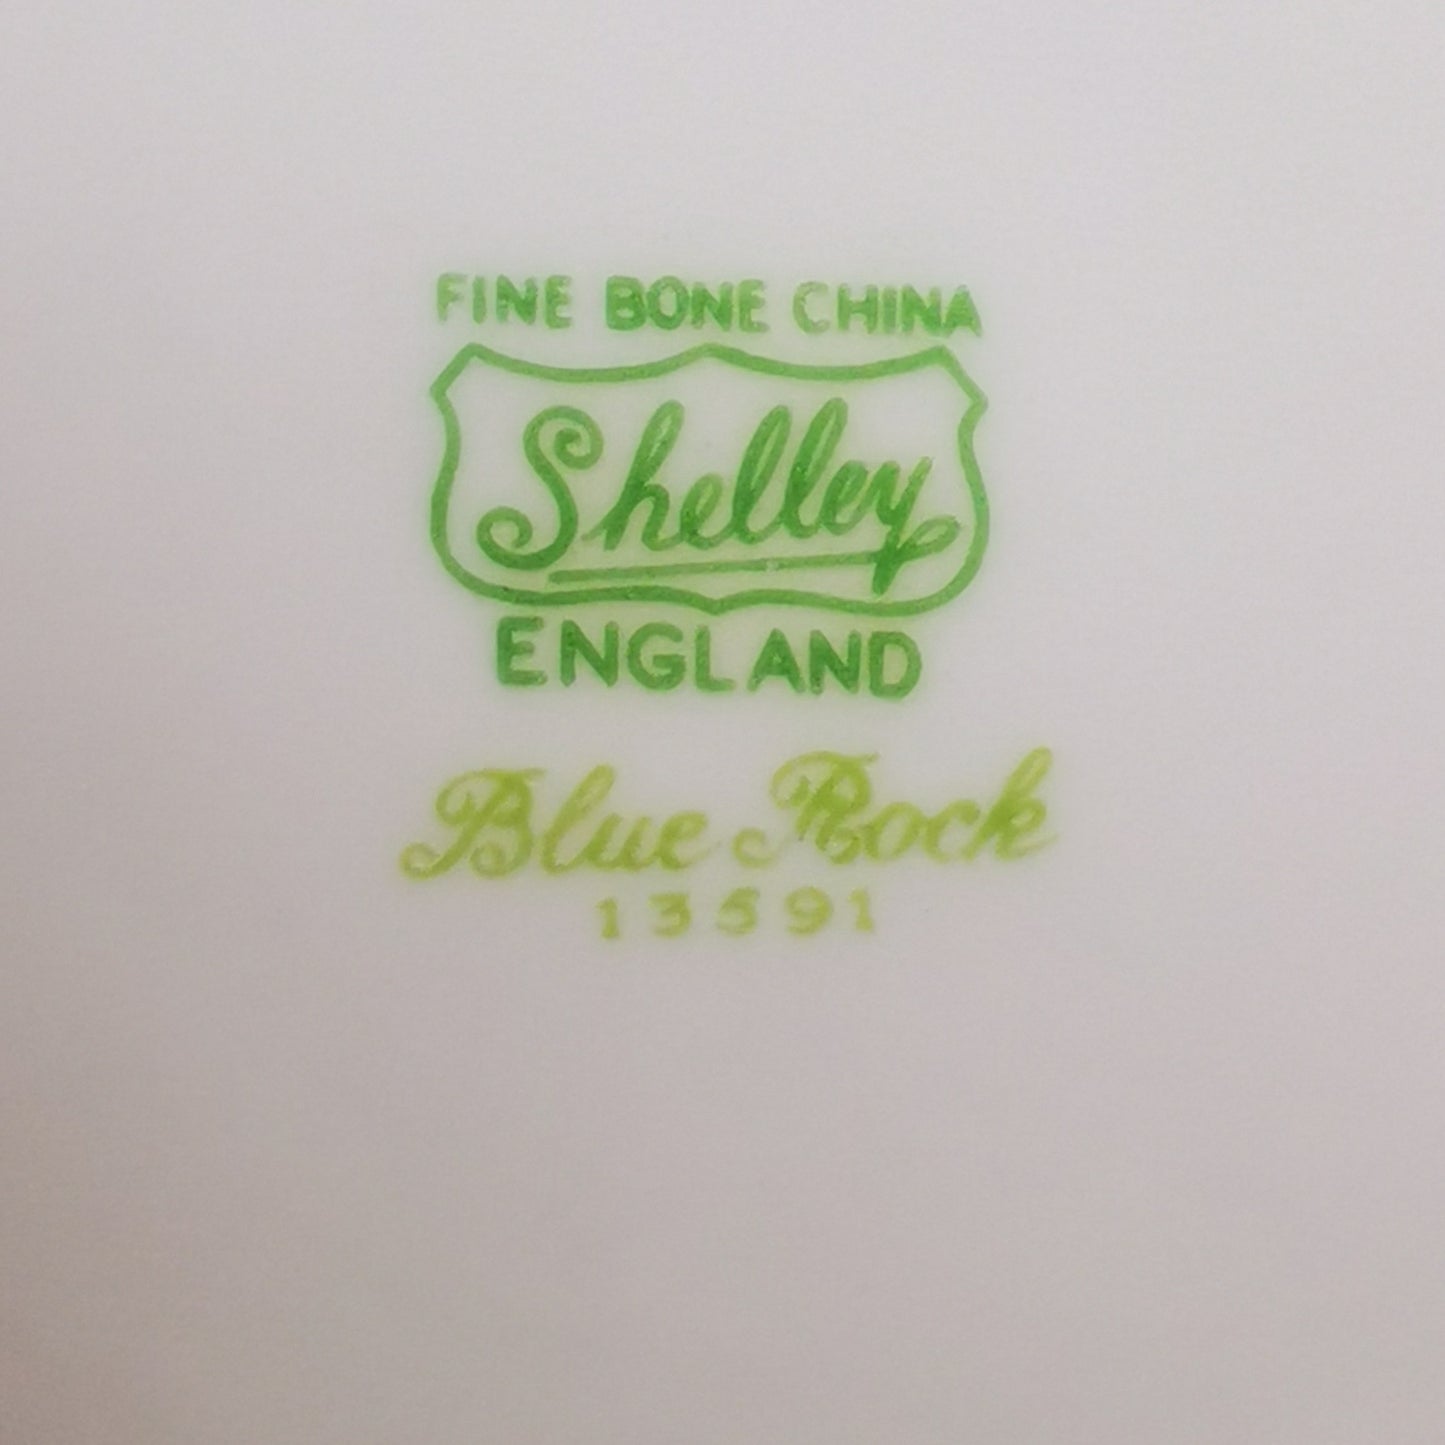 FINE BONE CHINA
Shelley
ENGLAND
Blue Rock
13591